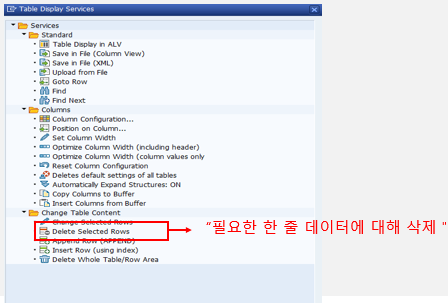 Table Display Services
Services
Standard
Table Display in ALV
Save in File (Column View)
Save in File (XML)
Upload from File
Goto Row
Find
Find Next
Columns
Column Configuration...
Position on Column...
Set Column Width
Optimize Column Width (including header)
Optimize Column Width (column values only
Reset Column Configuration
Deletes default settings of all tables
Automatically Expand Structures: ON
Copy Columns to Buffer
Insert Columns from Buffer
Change Table Content
Change Selected Rows
Delete Selected Rows "필요한 한 줄 데이터에 대해 삭제 "
Append Row (APPEND)
Insert Row (using index)
Delete Whole Table/Row Area